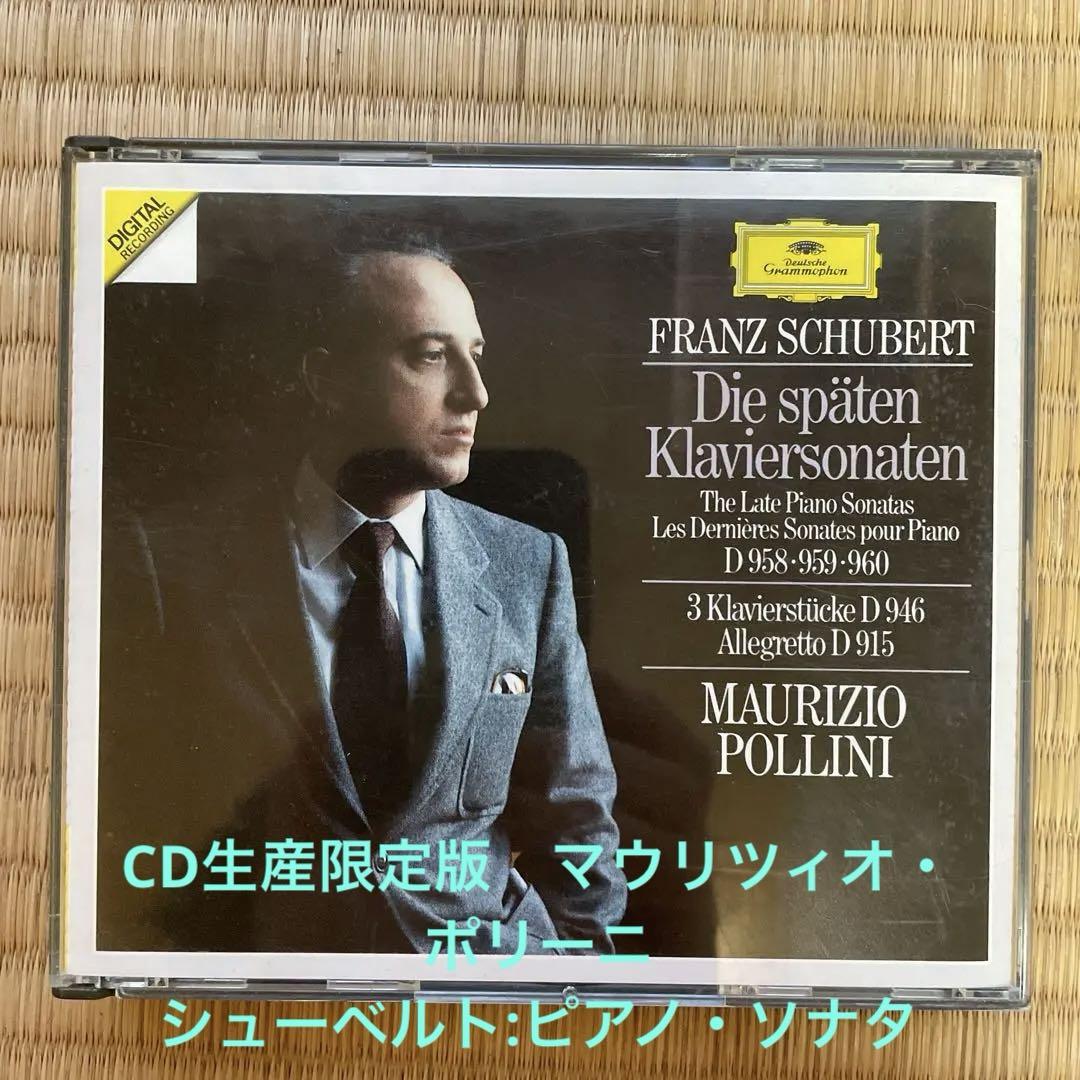 DIGITAL
RECORDING
Deutsche
Grammophon
FRANZ SCHUBERT
Die späten
Klaviersonaten
The Late Piano Sonatas
Les Dernières Sonates pour Piano
D 958·959·960
3 Klavierstücke D 946
Allegretto D 915
MAURIZIO
POLLINI
CD生産限定版　マウリツィオ・
ポリーニ
シューベルト:ピアノ・ソナタ